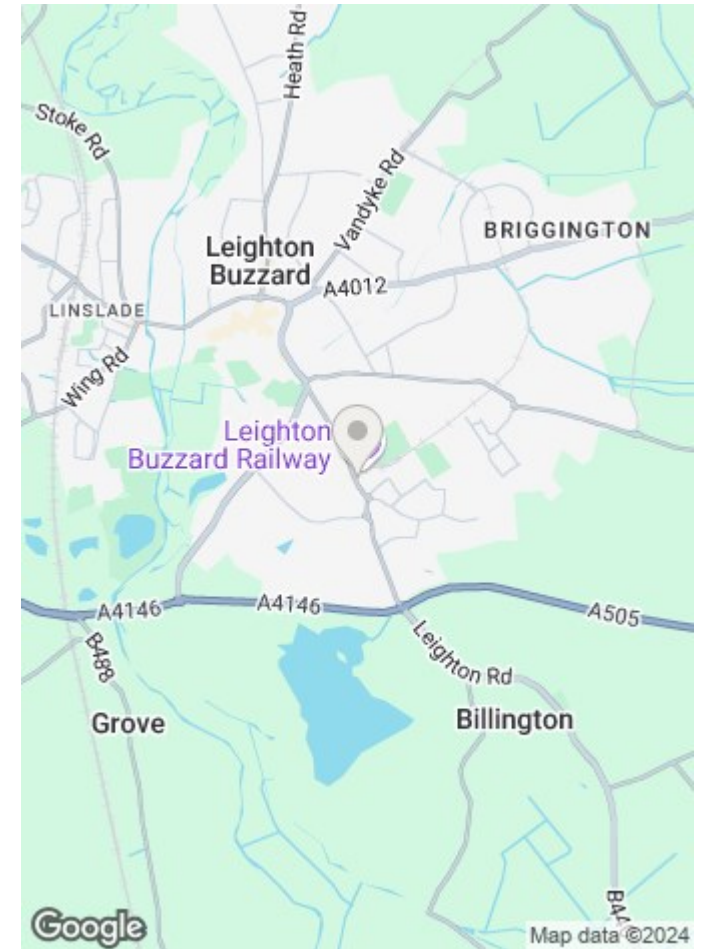 Heath Rd
Stoke Rd
Vandyke Rd
BRIGGINGTON
Leighton
Buzzard
A4012
LINSLADE
Wing Rd
Leighton
Buzzard Railway
A4146
A4146
A505
B488
Leighton Rd
Grove
Billington
Google
Map data ©2024